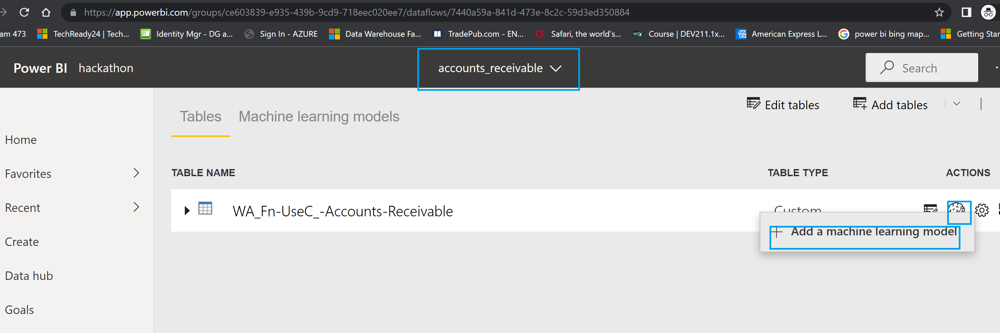 https://app.powerbi.com/groups/ce603839-e935-439b-9cd9-718eec020ee7/dataflows/7440a59a-841d-473e-8c2c-59d3ed350884
am 473 TechReady24 | Tech... Identity Mgr - DG a... Sign In - AZURE Data Warehouse Fa... TradePub.com - EN... Safari, the world's... edX Course | DEV211.1x... AM EX American Express L... power bi bing map... Getting Star
Power BI hackathon accounts_receivable Search
Edit tables Add tables
Tables Machine learning models
Home
Favorites
Recent
Create
Data hub
Goals
TABLE NAME TABLE TYPE ACTIONS
WA_Fn-UseC_-Accounts-Receivable Custom
Add a machine learning model